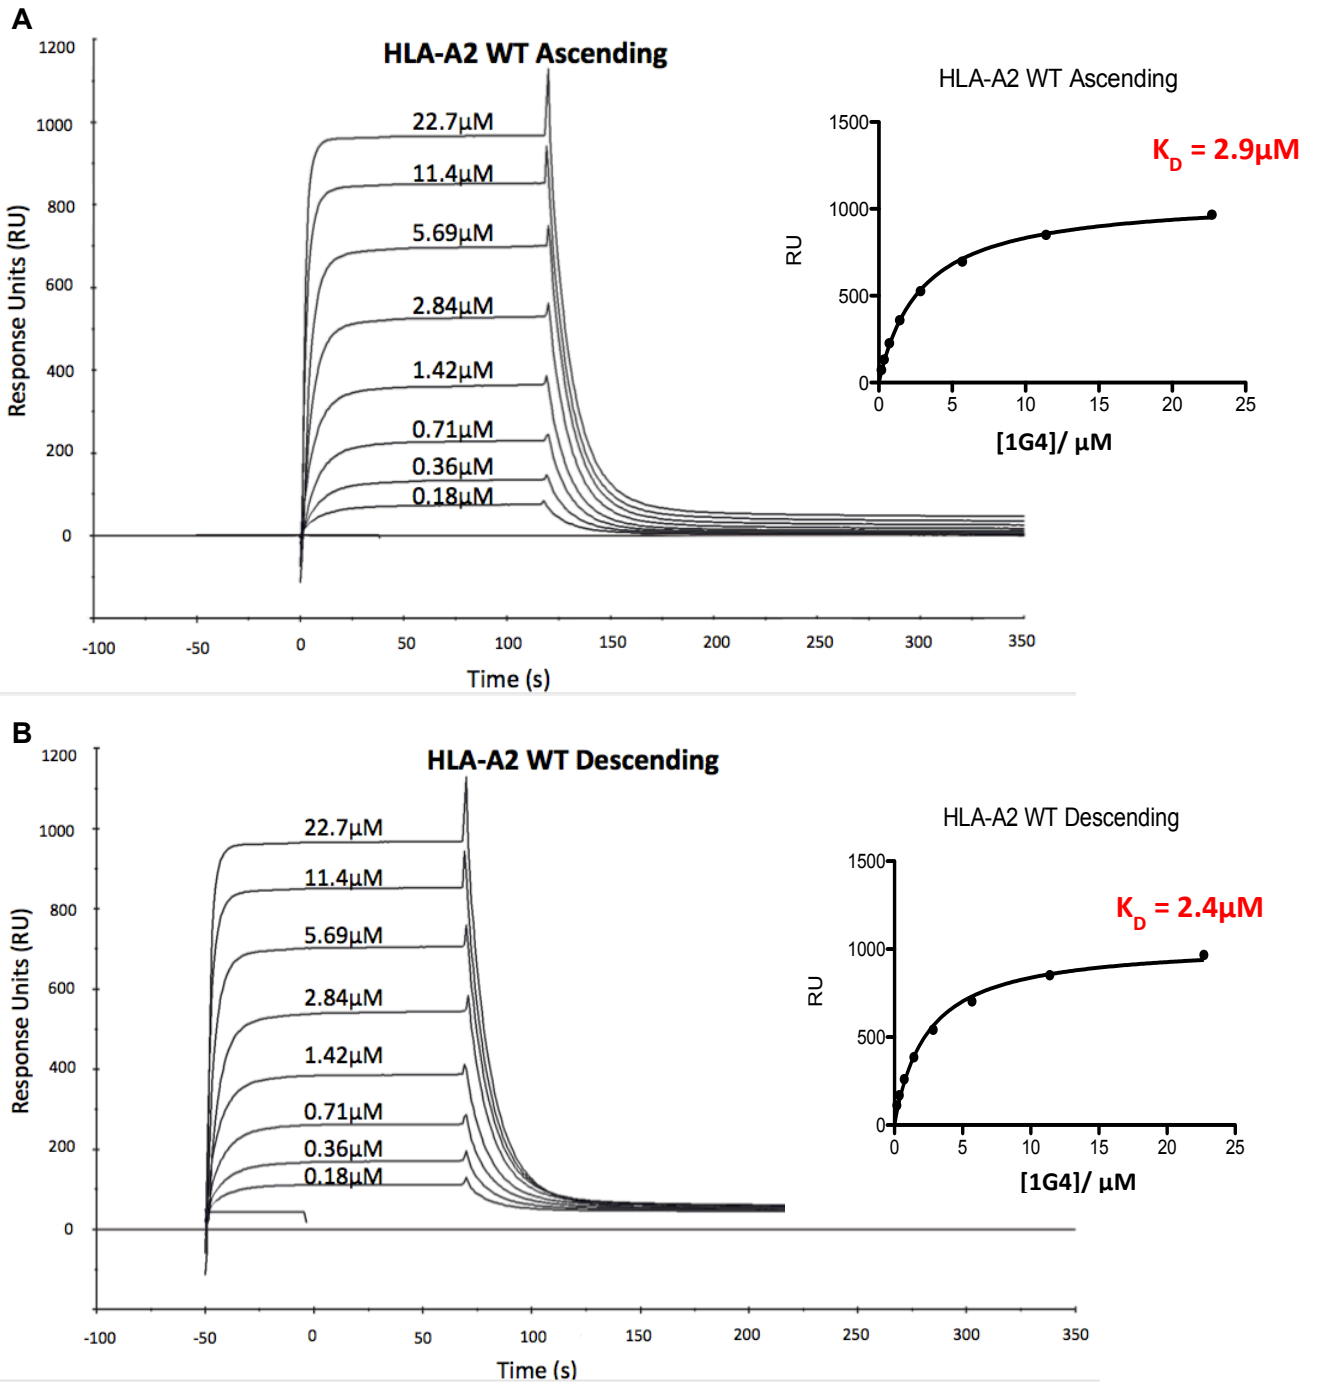 A
HLA-A2 WT Ascending
1200
1000
800
600
400
200
0
Response Units (RU)
22.7µM
11.4µM
5.69µM
2.84µM
1.42µM
0.71µM
0.36µM
0.18µM
-100 -50 0 50 100 150 200 250 300 350
Time (s)
HLA-A2 WT Ascending
KD = 2.9µM
1500
1000
500
0
RU
0 5 10 15 20 25
[1G4]/ µM
B
HLA-A2 WT Descending
1200
1000
800
600
400
200
0
Response Units (RU)
22.7µM
11.4µM
5.69µM
2.84µM
1.42µM
0.71µM
0.36µM
0.18µM
-100 -50 0 50 100 150 200 250 300 350
Time (s)
HLA-A2 WT Descending
KD = 2.4µM
1500
1000
500
0
RU
0 5 10 15 20 25
[1G4]/ µM